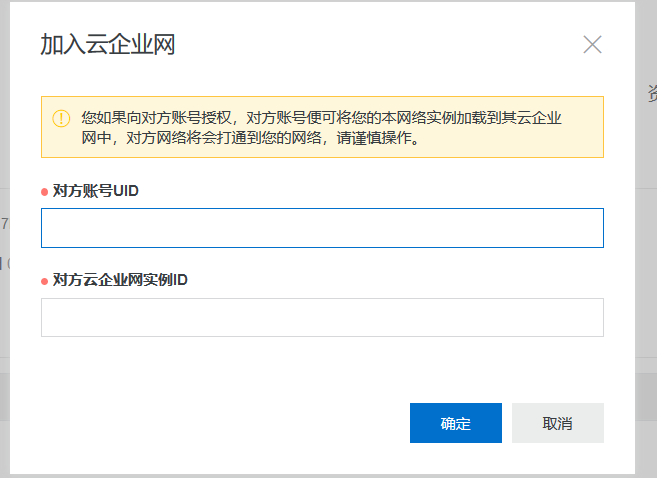 加入云企业网
您如果向对方账号授权，对方账号便可将您的本网络实例加载到其云企业
网中，对方网络将会打通到您的网络，请谨慎操作。
对方账号UID
对方云企业网实例ID
确定 取消